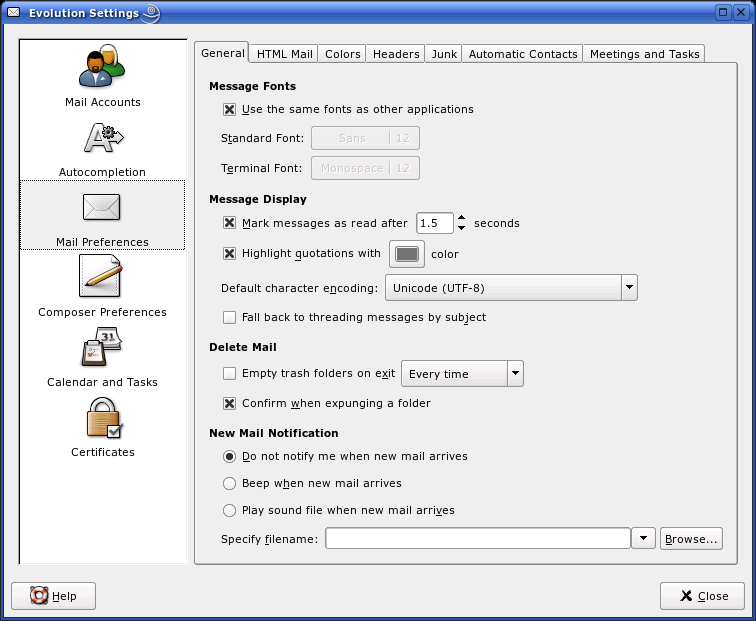 Evolution Settings
Mail Accounts
Autocompletion
Mail Preferences
Composer Preferences
31
Calendar and Tasks
Certificates
General HTML Mail Colors Headers Junk Automatic Contacts Meetings and Tasks
Message Fonts
Use the same fonts as other applications
Standard Font: Sans 12
Terminal Font: Monospace 12
Message Display
Mark messages as read after 1.5 seconds
Highlight quotations with color
Default character encoding: Unicode (UTF-8)
Fall back to threading messages by subject
Delete Mail
Empty trash folders on exit Every time
Confirm when expunging a folder
New Mail Notification
Do not notify me when new mail arrives
Beep when new mail arrives
Play sound file when new mail arrives
Specify filename: Browse...
Help Close